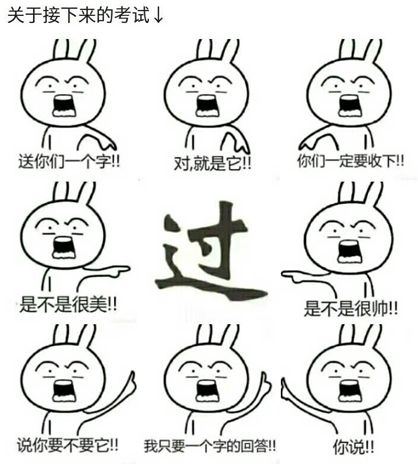 关于接下来的考试↓
送你们一个字!!
对,就是它!!
你们一定要收下!!
是不是很美!!
过
是不是很帅!!
说你要不要它!!
我只要一个字的回答!!
你说!!